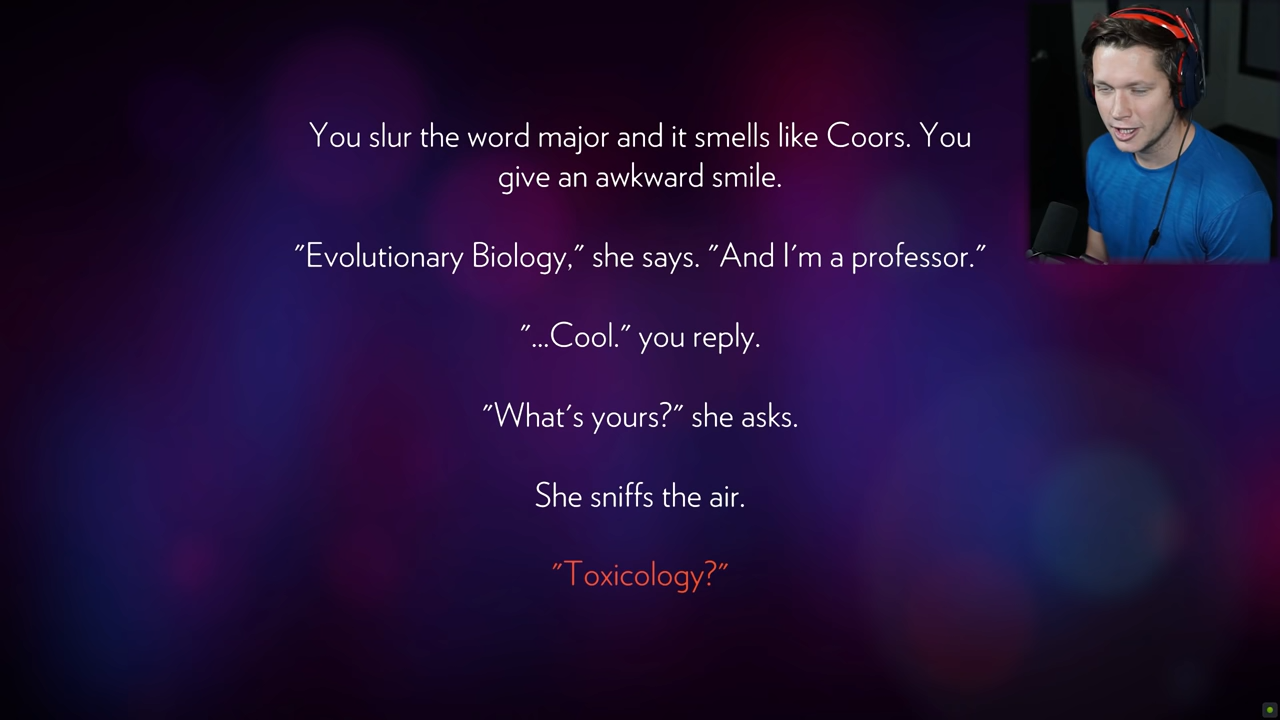 You slur the word major and it smells like Coors. You
give an awkward smile.
"Evolutionary Biology," she says. "And I'm a professor."
"...Cool." you reply.
"What's yours?" she asks.
She sniffs the air.
"Toxicology?"